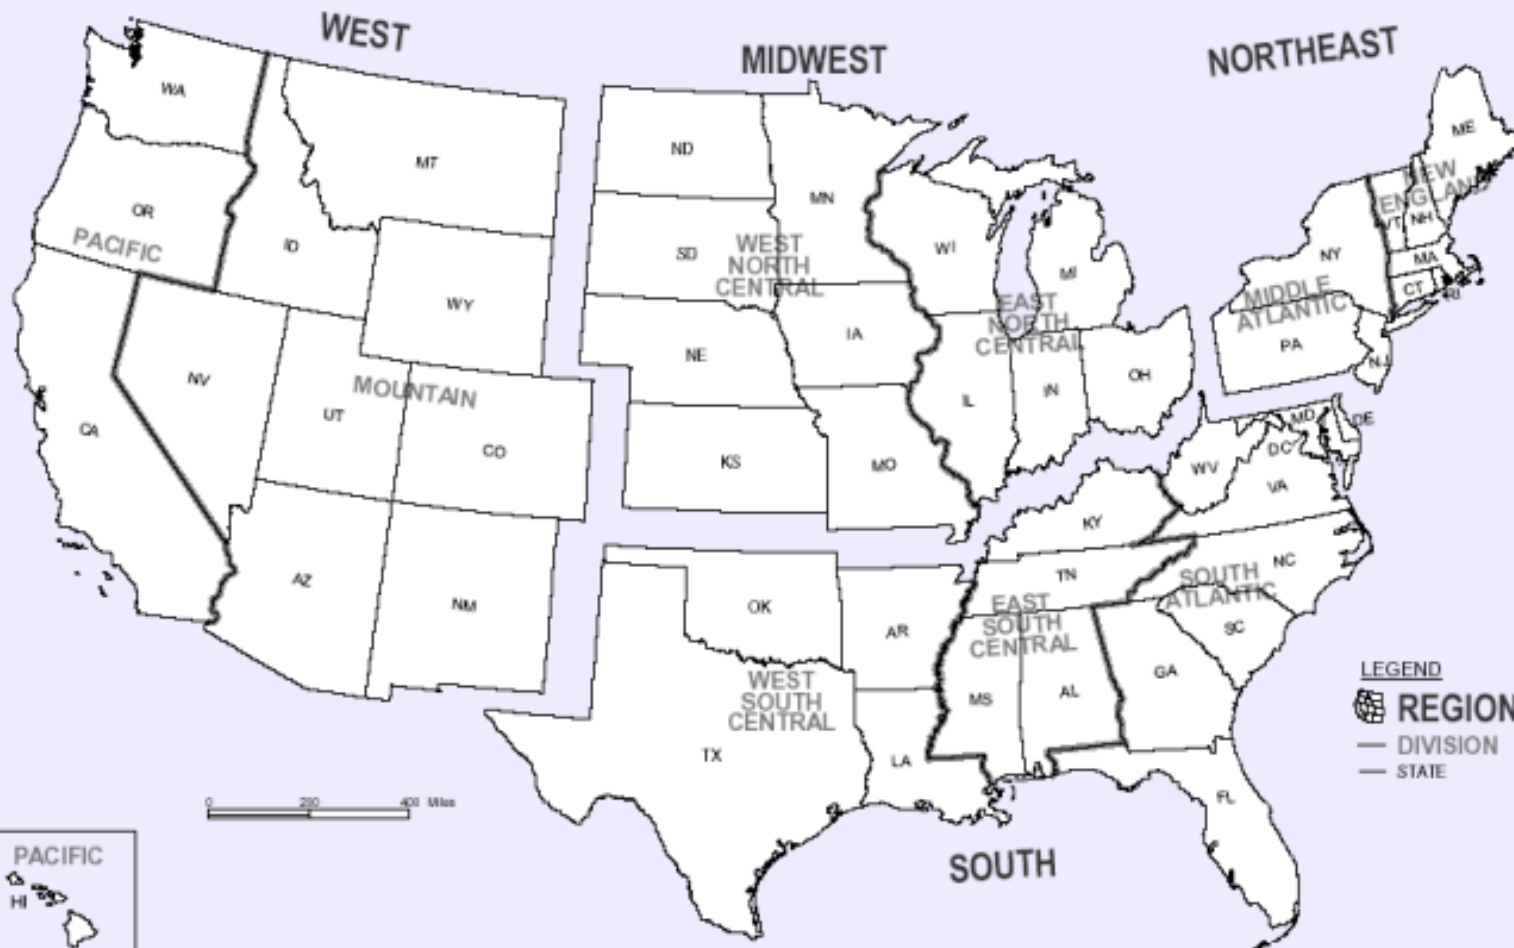 WEST
MIDWEST
NORTHEAST
WA
MT
ND
MN
ME
OR
PACIFIC
ID
SD
WEST
NORTH
CENTRAL
WI
MI
NY
NEW
ENGLAND
VT
NH
MA
CT
RI
WY
NE
IA
EAST
NORTH
CENTRAL
MIDDLE
ATLANTIC
PA
NJ
NV
MOUNTAIN
UT
CO
CA
KS
MO
IL
IN
OH
WV
MD
DE
DC
VA
KY
AZ
NM
OK
AR
TN
NC
SOUTH
ATLANTIC
SC
EAST
SOUTH
CENTRAL
MS
AL
GA
WEST
SOUTH
CENTRAL
TX
LA
FL
LEGEND
REGION
DIVISION
STATE
0 200 400 Miles
SOUTH
PACIFIC
HI